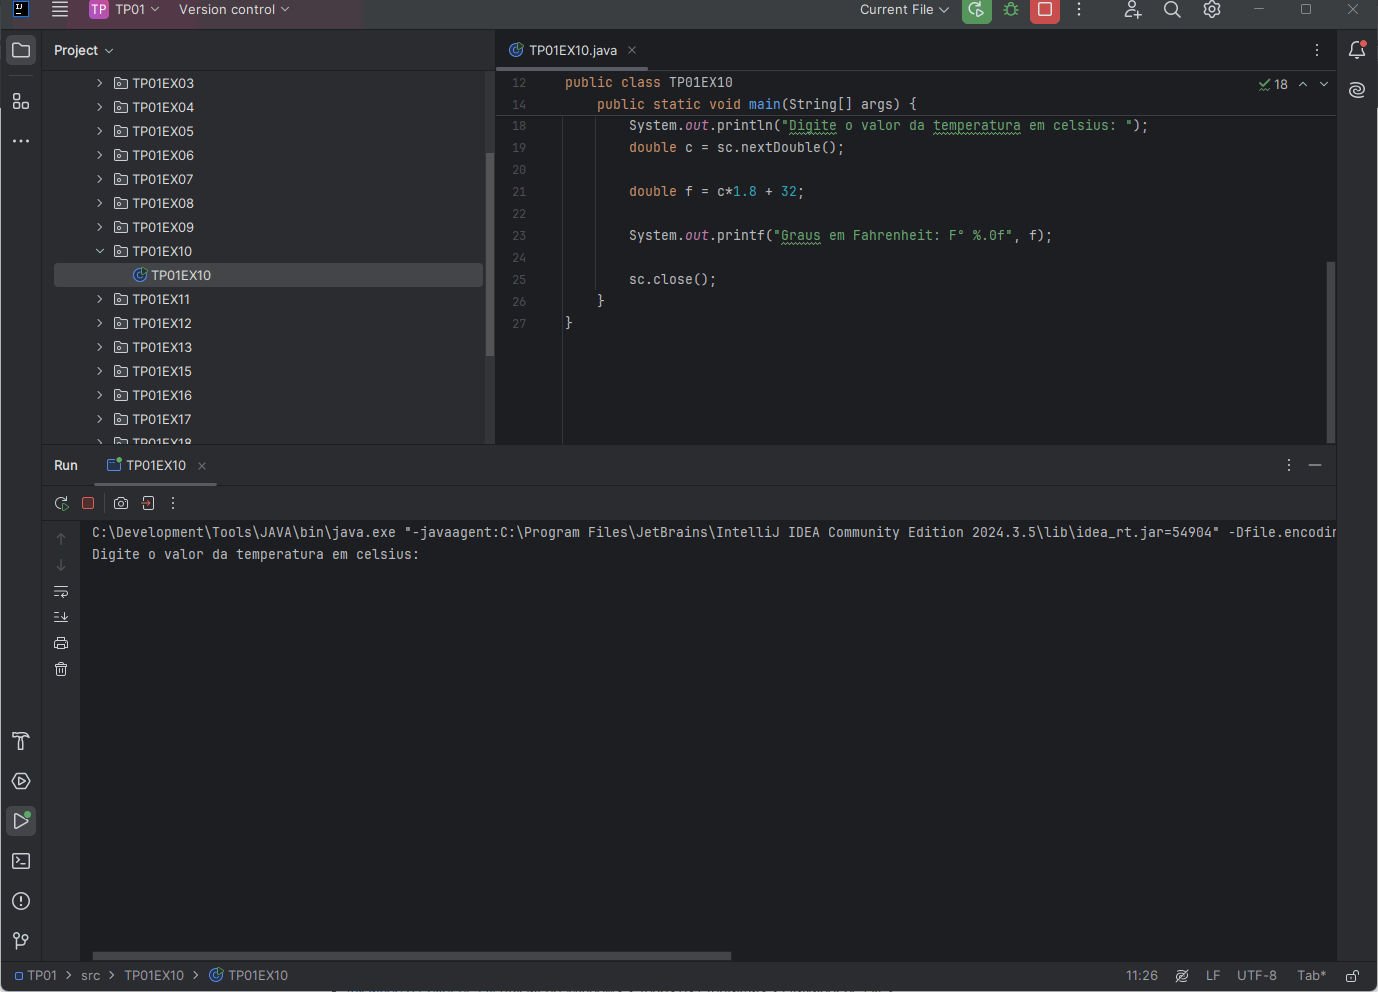 IJ
TP TP01 Version control Current File
Project
TP01EX10.java
TP01EX03
TP01EX04
TP01EX05
TP01EX06
TP01EX07
TP01EX08
TP01EX09
TP01EX10
TP01EX10
TP01EX11
TP01EX12
TP01EX13
TP01EX15
TP01EX16
TP01EX17
TP01EX18
18
12 public class TP01EX10
14 public static void main(String[] args) {
18 System.out.println("Digite o valor da temperatura em celsius: ");
19 double c = sc.nextDouble();
20
21 double f = c*1.8 + 32;
22
23 System.out.printf("Graus em Fahrenheit: F° %.0f", f);
24
25 sc.close();
26 }
27 }
Run TP01EX10
C:\Development\Tools\JAVA\bin\java.exe "-javaagent:C:\Program Files\JetBrains\IntelliJ IDEA Community Edition 2024.3.5\lib\idea_rt.jar=54904" -Dfile.encodin
Digite o valor da temperatura em celsius:
TP01 > src > TP01EX10 > TP01EX10 11:26 LF UTF-8 Tab*